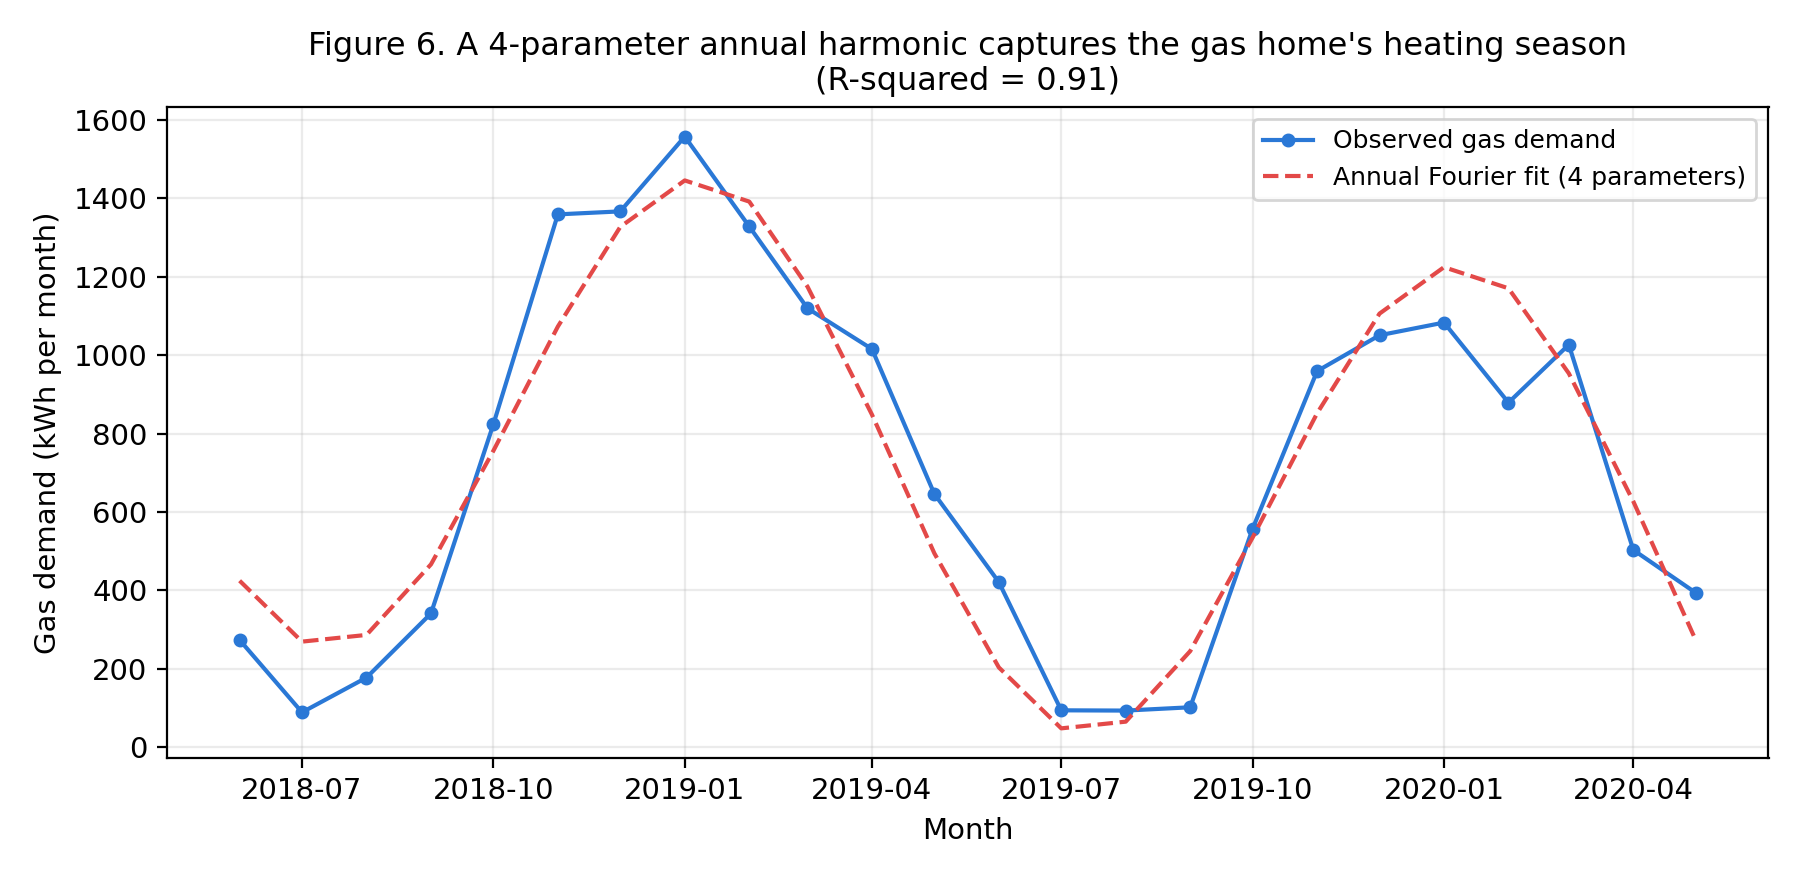 Figure 6. A 4-parameter annual harmonic captures the gas home's heating season
(R-squared = 0.91)
Gas demand (kWh per month)
1600
1400
1200
1000
800
600
400
200
0
Observed gas demand
Annual Fourier fit (4 parameters)
2018-07
2018-10
2019-01
2019-04
2019-07
2019-10
2020-01
2020-04
Month